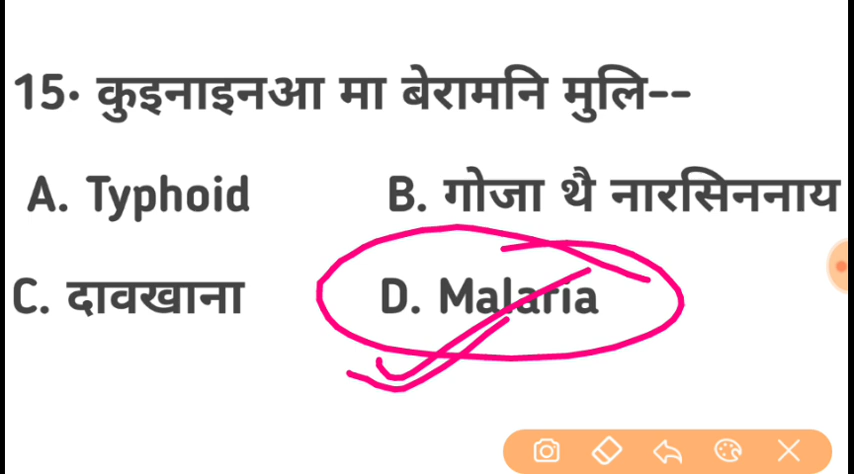 15· कुइनाइनआ मा बेरामनि मुलि--
A. Typhoid B. गोजा थै नारसिननाय
C. दावखाना D. Malaria